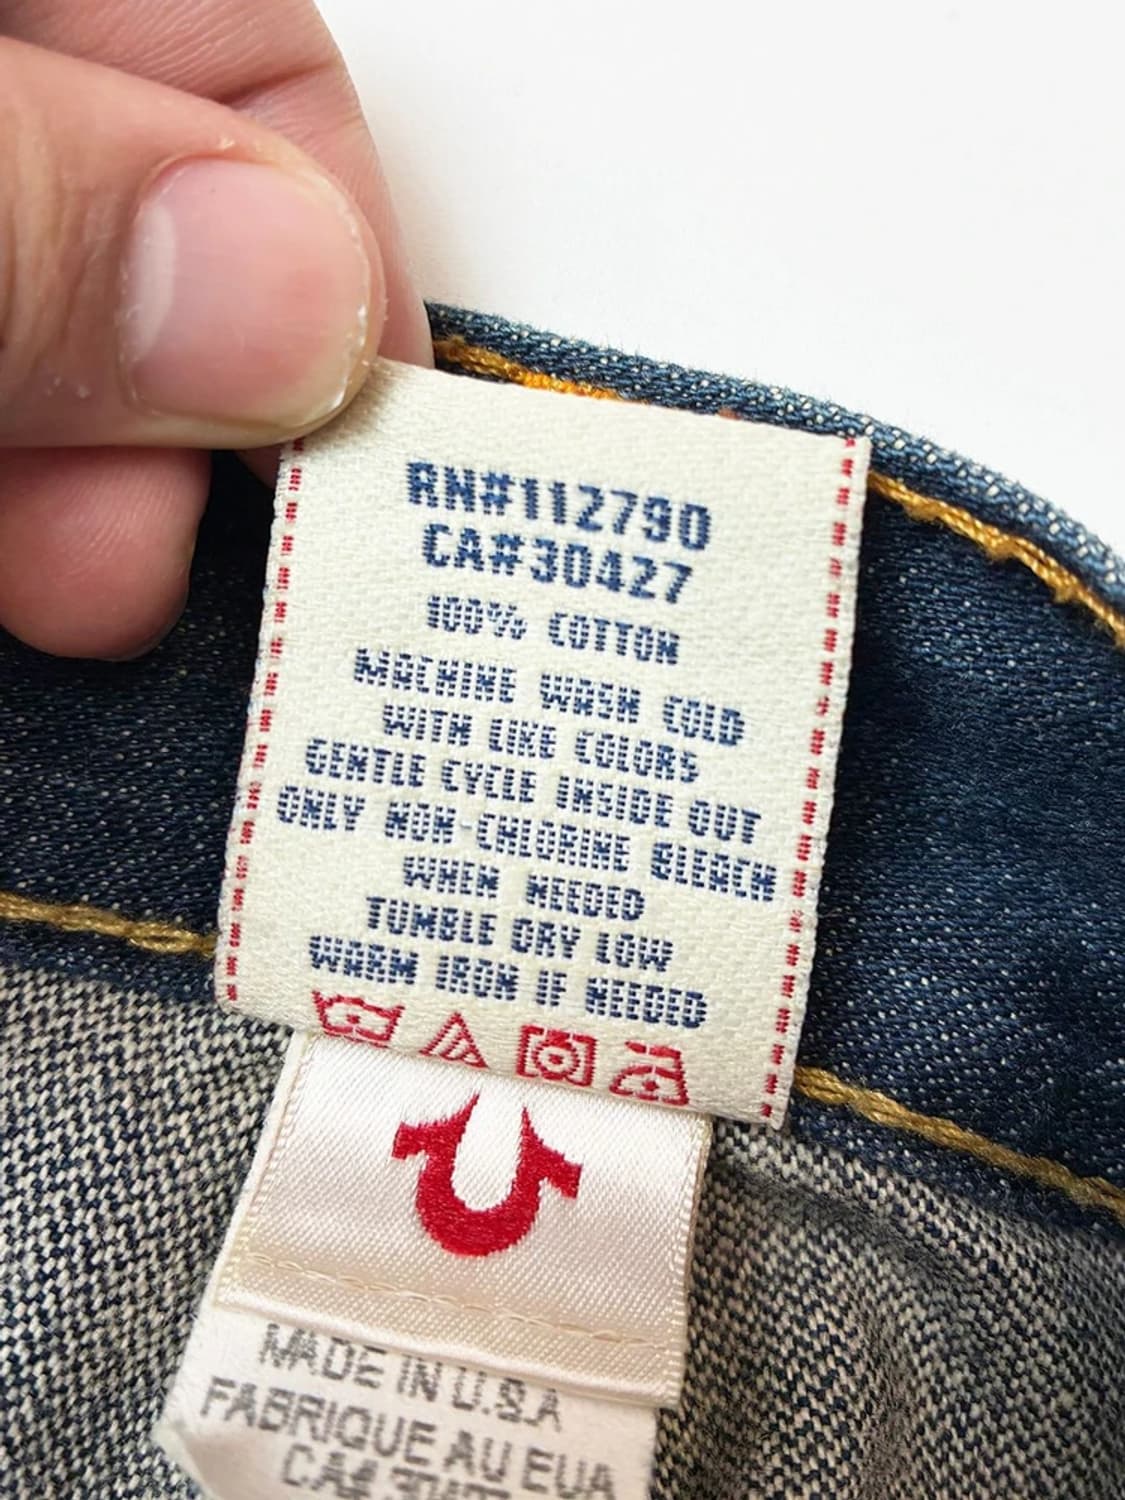 RN#112790
CA#30427
100% COTTON
MACHINE WASH COLD
WITH LIKE COLORS
GENTLE CYCLE INSIDE OUT
ONLY NON-CHLORINE BLEACH
WHEN NEEDED
TUMBLE DRY LOW
WARM IRON IF NEEDED
MADE IN U.S.A
FABRIQUE AU EUA